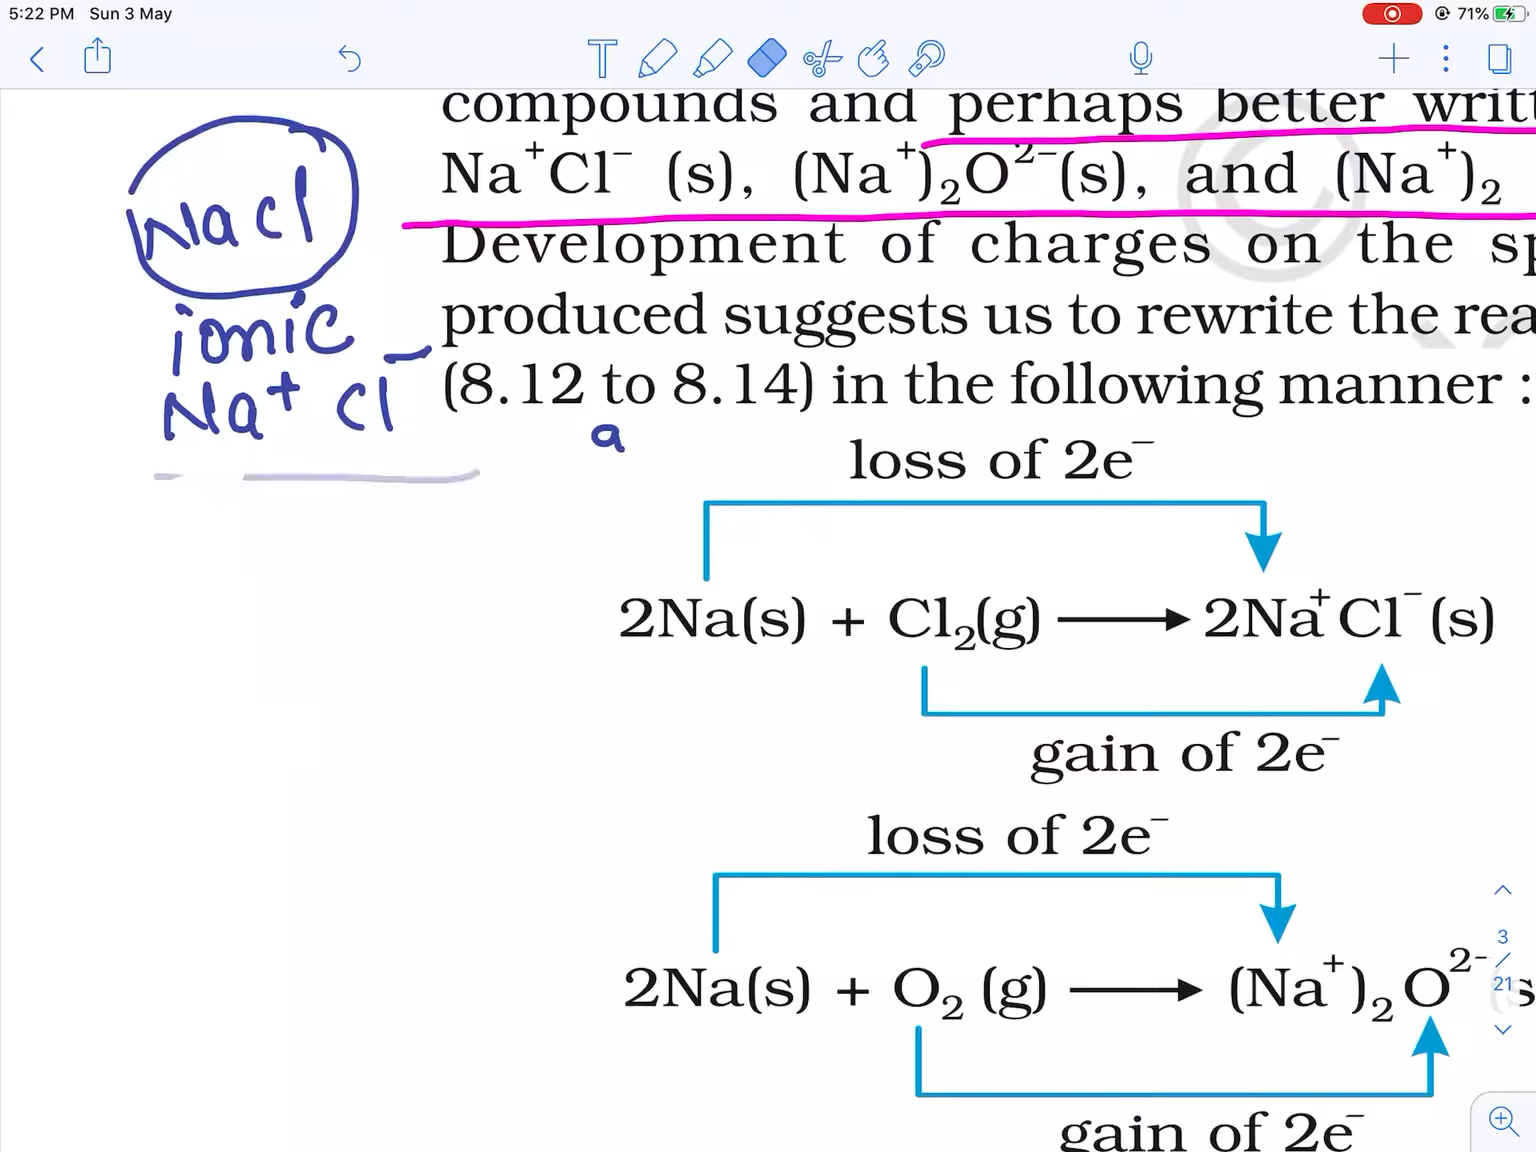 5:22 PM Sun 3 May
71%
T
compounds and perhaps better writt
Na⁺Cl⁻ (s), (Na⁺)₂O²⁻(s), and (Na⁺)₂
Development of charges on the sp
produced suggests us to rewrite the rea
(8.12 to 8.14) in the following manner :
NaCl
ionic
Na⁺ Cl⁻
a
loss of 2e⁻
2Na(s) + Cl₂(g) ⟶ 2Na⁺Cl⁻(s)
gain of 2e⁻
loss of 2e⁻
2Na(s) + O₂ (g) ⟶ (Na⁺)₂ O²⁻ (s
gain of 2e⁻
3
/
21